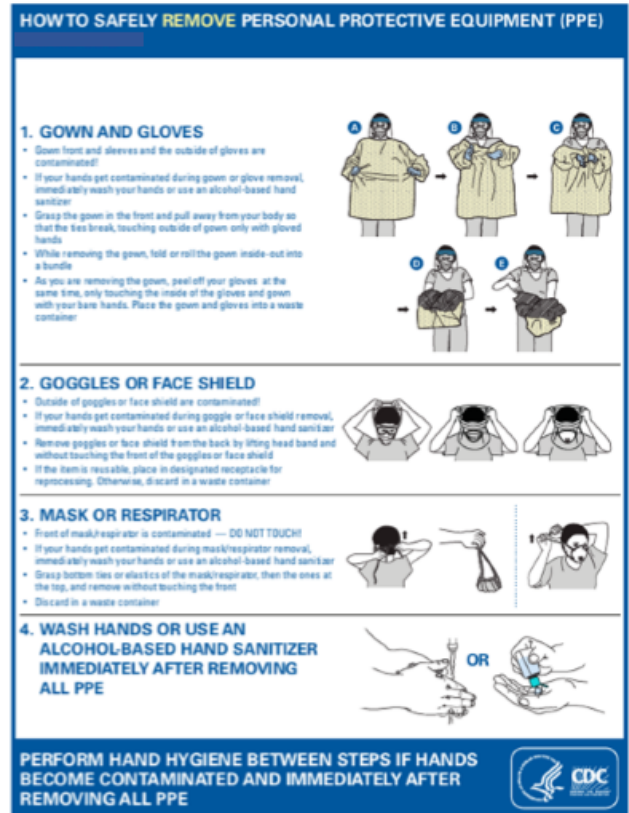 HOW TO SAFELY REMOVE PERSONAL PROTECTIVE EQUIPMENT (PPE)
1. GOWN AND GLOVES
• Gown front and sleeves and the outside of gloves are
contaminated!
• If your hands get contaminated during gown or glove removal,
immediately wash your hands or use an alcohol-based hand
sanitizer
• Grasp the gown in the front and pull away from your body so
that the ties break, touching outside of gown only with gloved
hands
• While removing the gown, fold or roll the gown inside-out into
a bundle
• As you are removing the gown, peel off your gloves at the
same time, only touching the inside of the gloves and gown
with your bare hands. Place the gown and gloves into a waste
container
A
B
C
D
E
2. GOGGLES OR FACE SHIELD
• Outside of goggles or face shield are contaminated!
• If your hands get contaminated during goggle or face shield removal,
immediately wash your hands or use an alcohol-based hand sanitizer
• Remove goggles or face shield from the back by lifting head band and
without touching the front of the goggles or face shield
• If the item is reusable, place in designated receptacle for
reprocessing. Otherwise, discard in a waste container
3. MASK OR RESPIRATOR
• Front of mask/respirator is contaminated — DO NOT TOUCH!
• If your hands get contaminated during mask/respirator removal,
immediately wash your hands or use an alcohol-based hand sanitizer
• Grasp bottom ties or elastics of the mask/respirator, then the ones at
the top, and remove without touching the front
• Discard in a waste container
4. WASH HANDS OR USE AN
ALCOHOL-BASED HAND SANITIZER
IMMEDIATELY AFTER REMOVING
ALL PPE
OR
PERFORM HAND HYGIENE BETWEEN STEPS IF HANDS
BECOME CONTAMINATED AND IMMEDIATELY AFTER
REMOVING ALL PPE
CDC